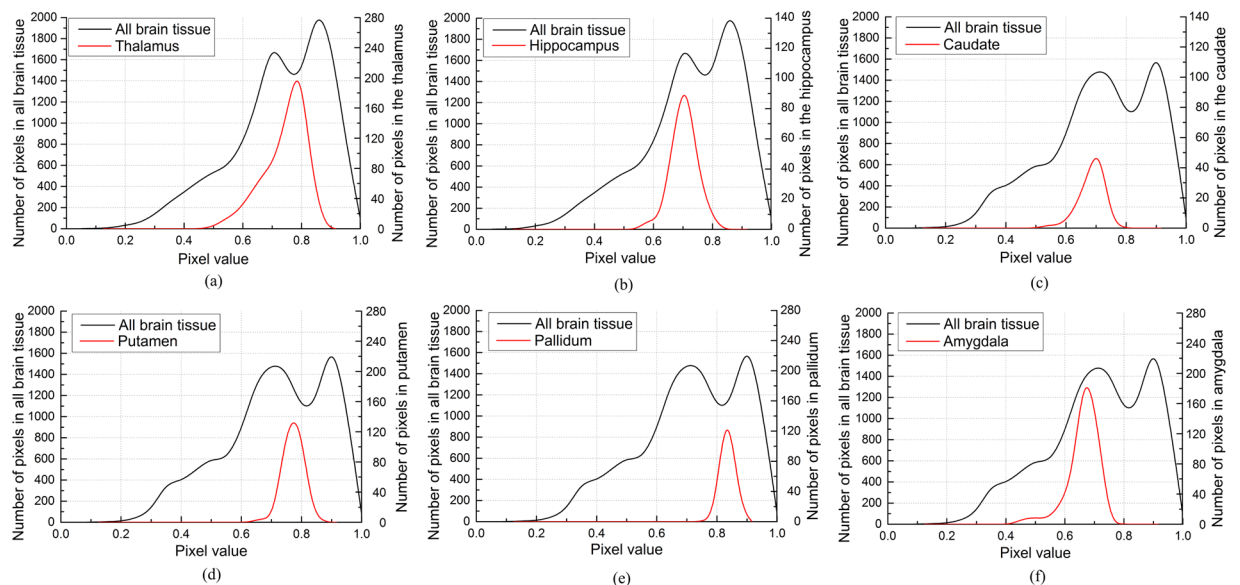 All brain tissue
Thalamus
Number of pixels in all brain tissue
2000
1800
1600
1400
1200
1000
800
600
400
200
0
0.0 0.2 0.4 0.6 0.8 1.0
Pixel value
280
240
200
160
120
80
40
0
Number of pixels in the thalamus
(a)
All brain tissue
Hippocampus
Number of pixels in all brain tissue
2000
1800
1600
1400
1200
1000
800
600
400
200
0
0.0 0.2 0.4 0.6 0.8 1.0
Pixel value
140
120
100
80
60
40
20
0
Number of pixels in the hippocampus
(b)
All brain tissue
Caudate
Number of pixels in all brain tissue
2000
1800
1600
1400
1200
1000
800
600
400
200
0
0.0 0.2 0.4 0.6 0.8 1.0
Pixel value
140
120
100
80
60
40
20
0
Number of pixels in the caudate
(c)
All brain tissue
Putamen
Number of pixels in all brain tissue
2000
1800
1600
1400
1200
1000
800
600
400
200
0
0.0 0.2 0.4 0.6 0.8 1.0
Pixel value
280
240
200
160
120
80
40
0
Number of pixels in putamen
(d)
All brain tissue
Pallidum
Number of pixels in all brain tissue
2000
1800
1600
1400
1200
1000
800
600
400
200
0
0.0 0.2 0.4 0.6 0.8 1.0
Pixel value
280
240
200
160
120
80
40
0
Number of pixels in pallidum
(e)
All brain tissue
Amygdala
Number of pixels in all brain tissue
2000
1800
1600
1400
1200
1000
800
600
400
200
0
0.0 0.2 0.4 0.6 0.8 1.0
Pixel value
280
240
200
160
120
80
40
0
Number of pixels in amygdala
(f)